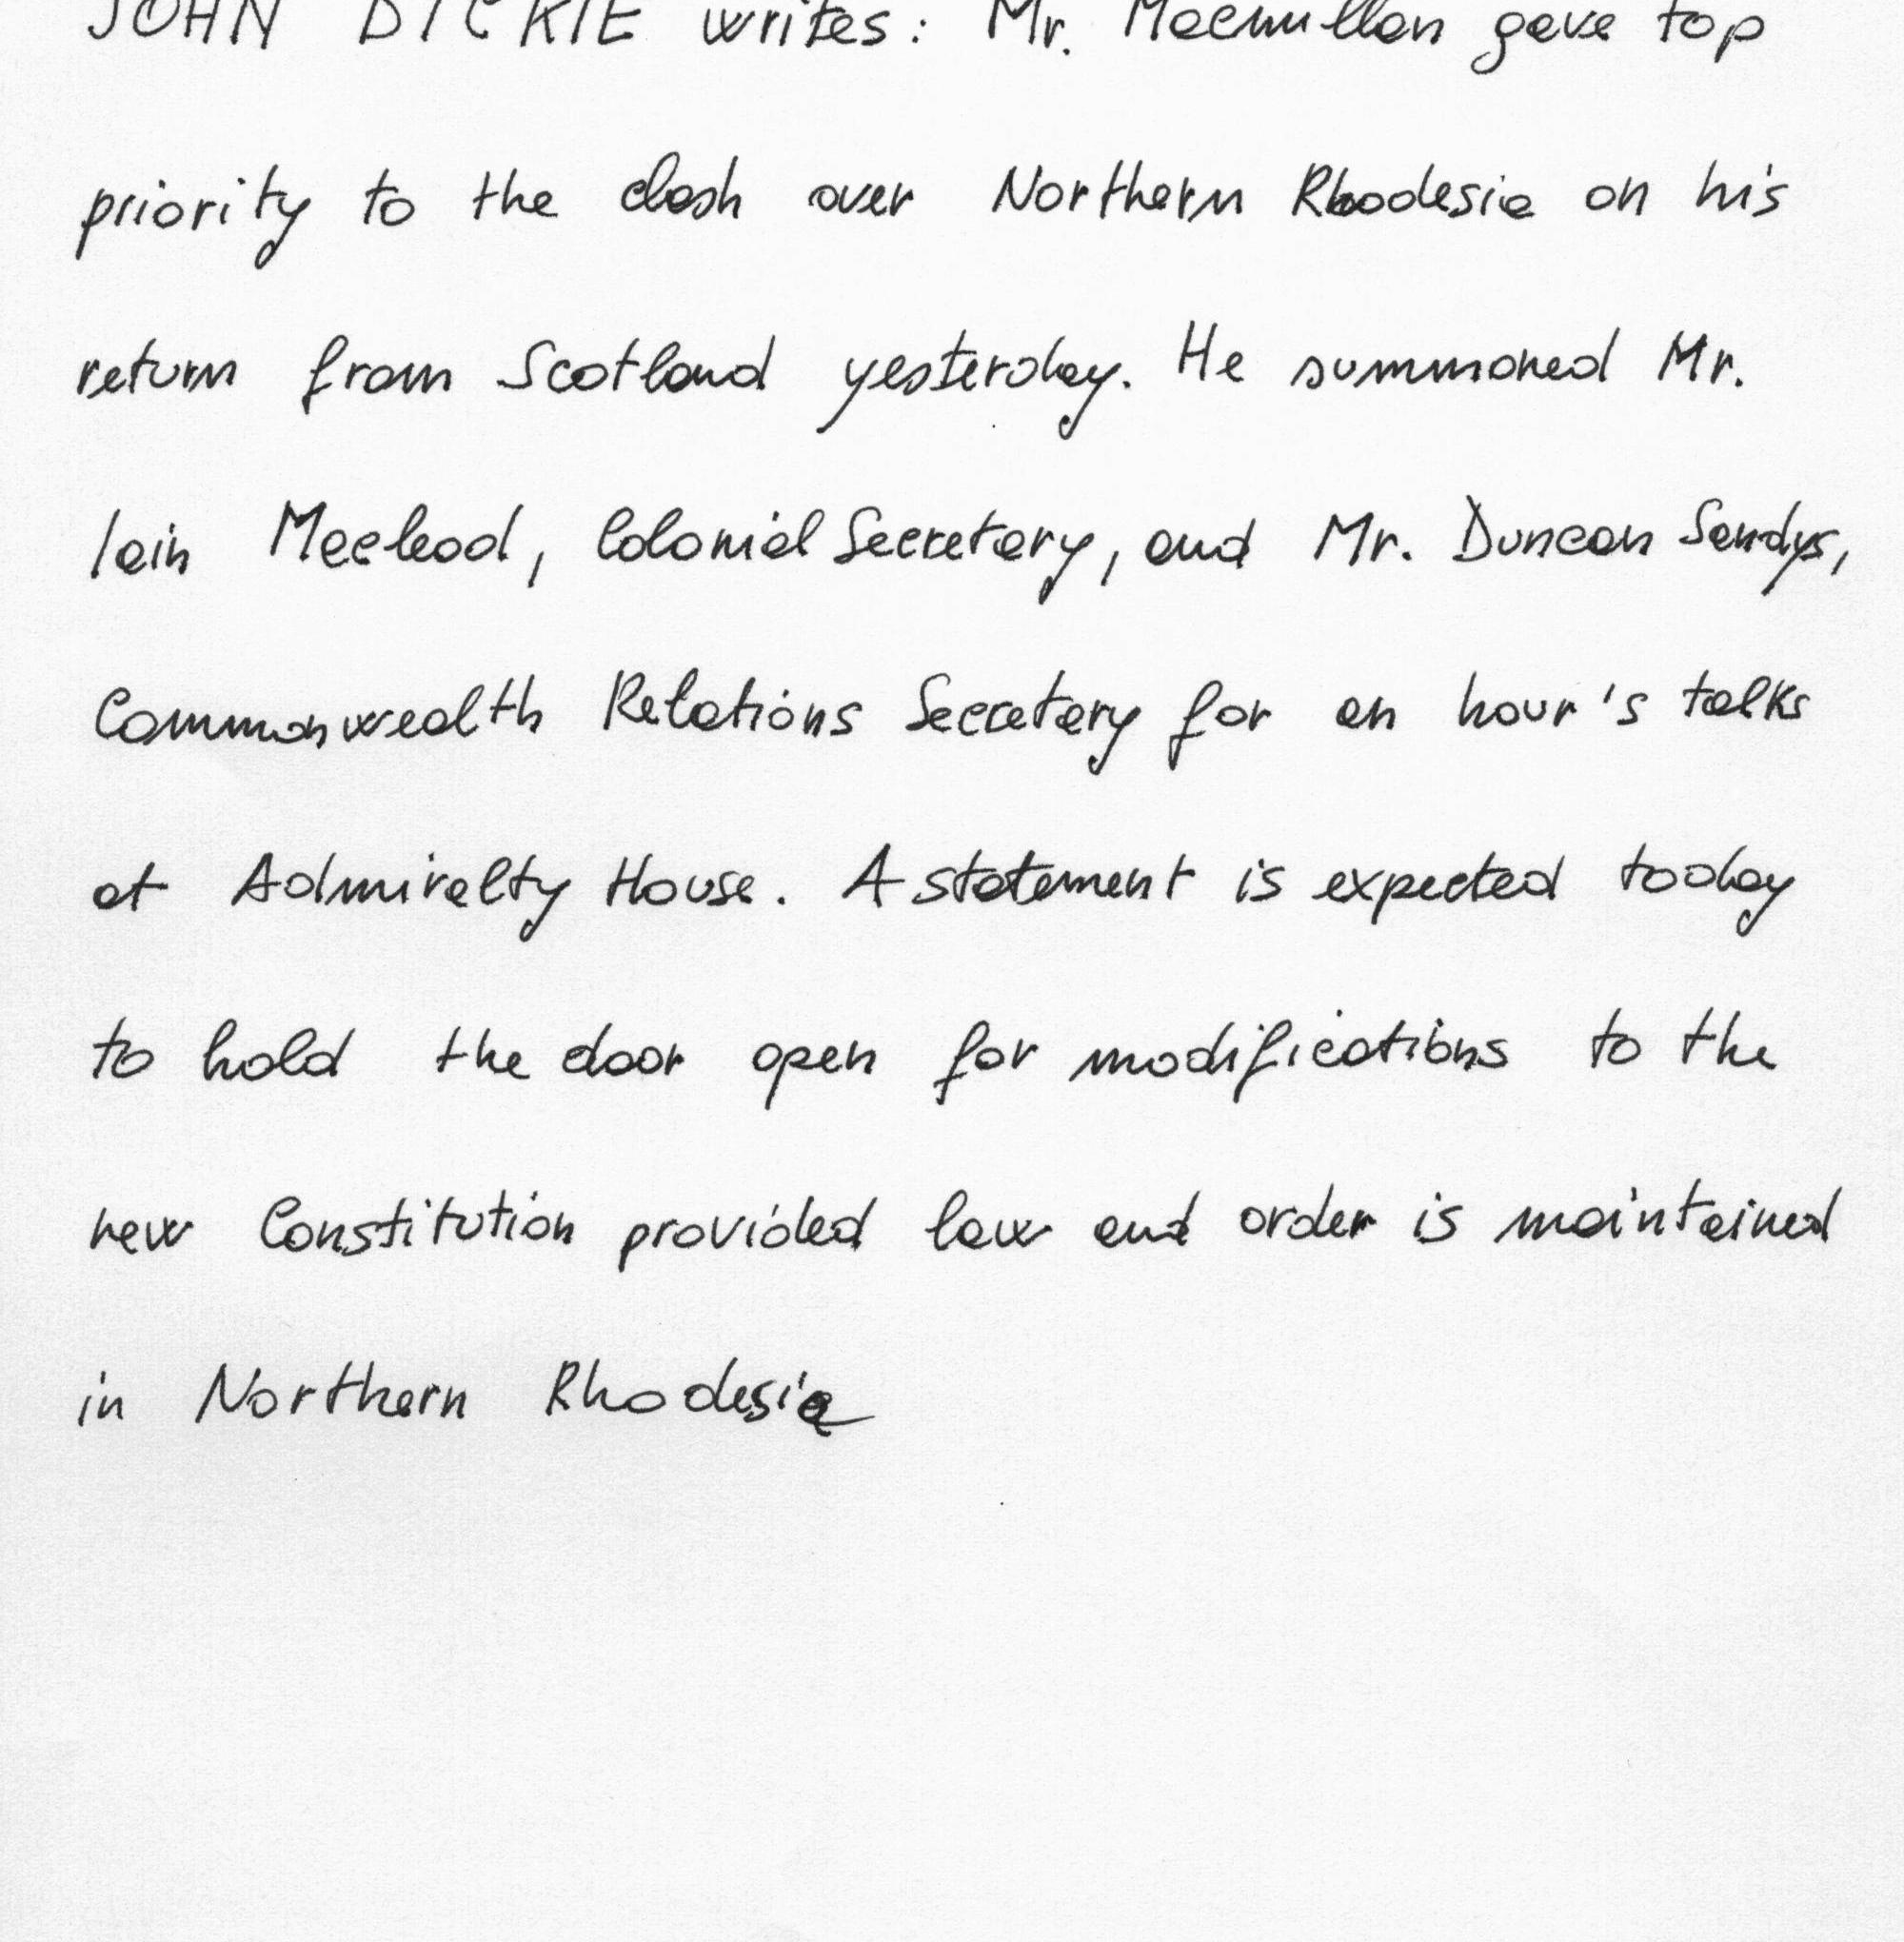 JOHN DICKIE writes: Mr. Macmillan gave top
priority to the clash over Northern Rhodesia on his
return from Scotland yesterday. He summoned Mr.
Iain Macleod, Colonial Secretary, and Mr. Duncan Sandys,
Commonwealth Relations Secretary for an hour's talks
at Admiralty House. A statement is expected today
to hold the door open for modifications to the
new Constitution provided law and order is maintained
in Northern Rhodesia